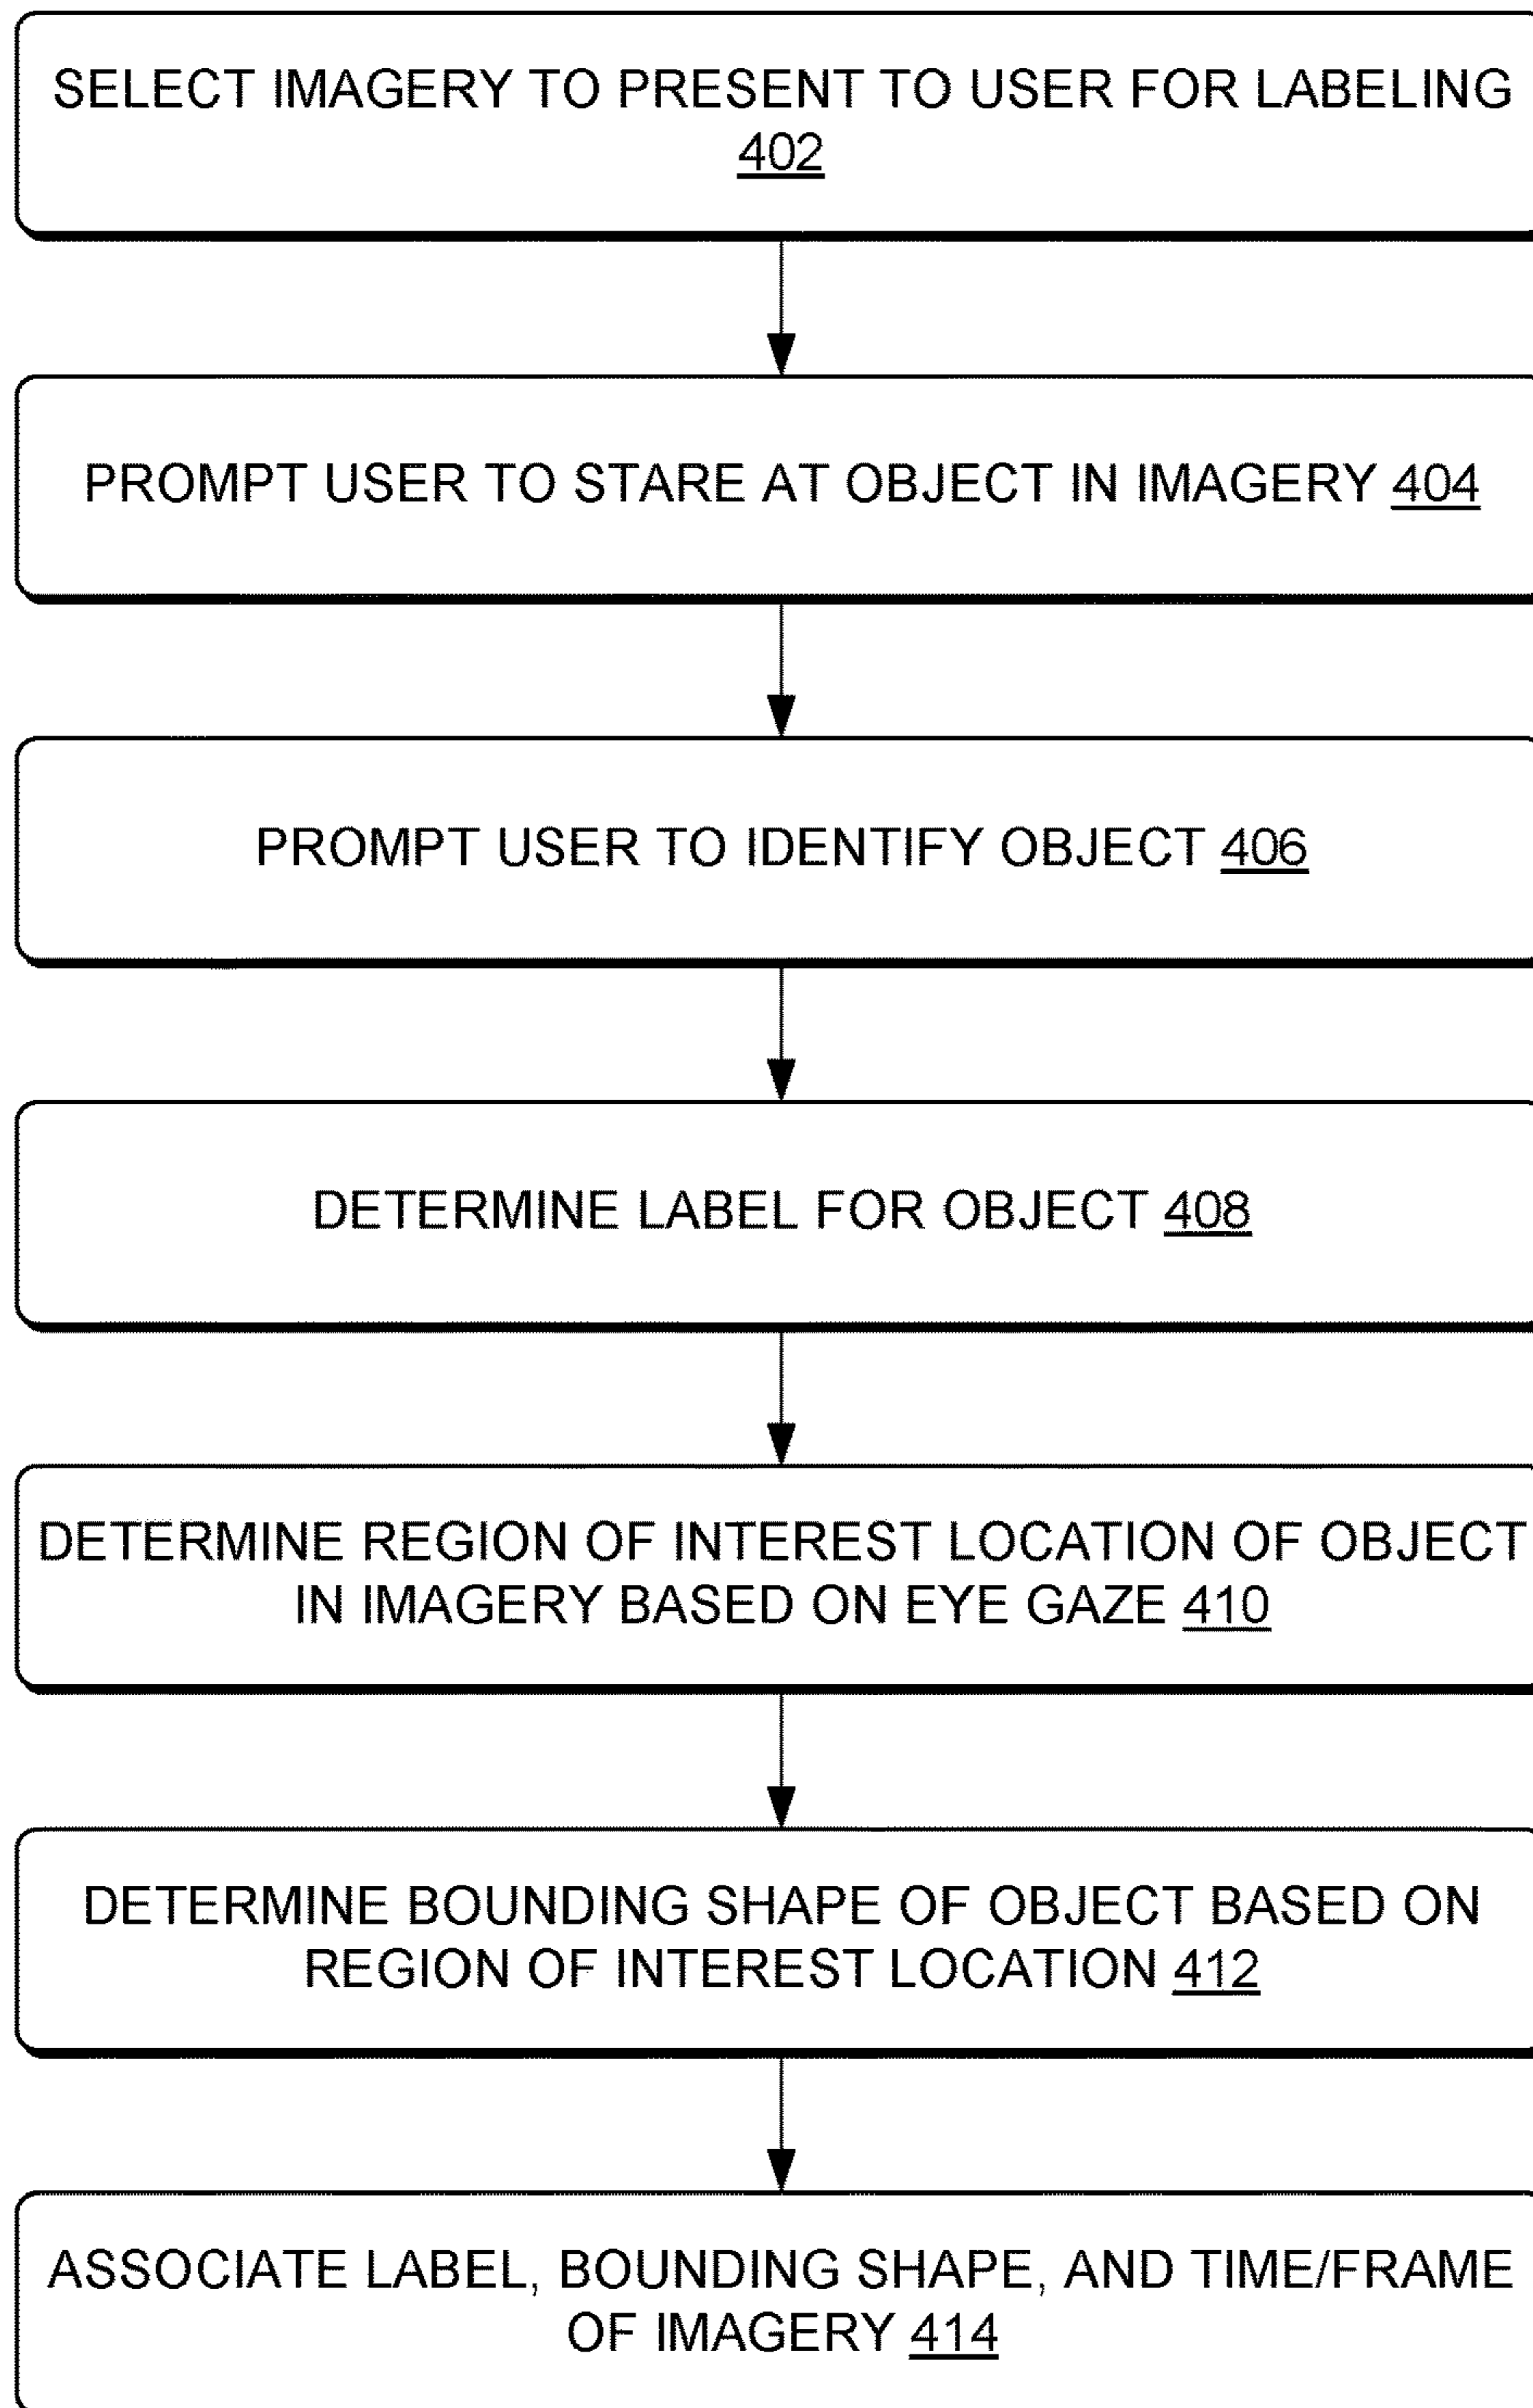 SELECT IMAGERY TO PRESENT TO USER FOR LABELING
402
PROMPT USER TO STARE AT OBJECT IN IMAGERY 404
PROMPT USER TO IDENTIFY OBJECT 406
DETERMINE LABEL FOR OBJECT 408
DETERMINE REGION OF INTEREST LOCATION OF OBJECT
IN IMAGERY BASED ON EYE GAZE 410
DETERMINE BOUNDING SHAPE OF OBJECT BASED ON
REGION OF INTEREST LOCATION 412
ASSOCIATE LABEL, BOUNDING SHAPE, AND TIME/FRAME
OF IMAGERY 414